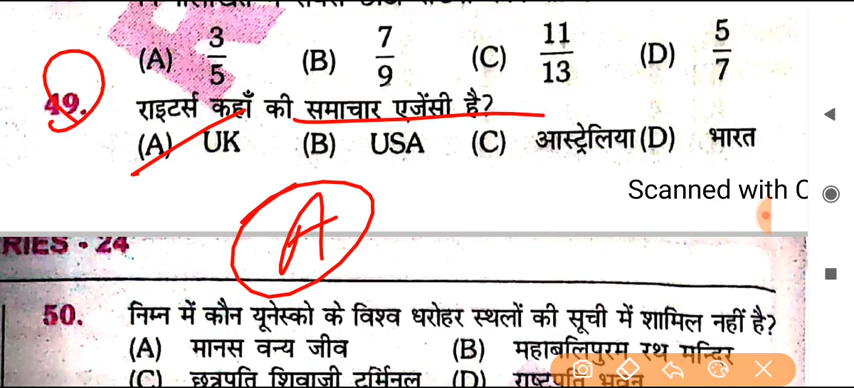 (A) 3/5 (B) 7/9 (C) 11/13 (D) 5/7
49. राइटर्स कहाँ की समाचार एजेंसी है?
(A) UK (B) USA (C) आस्ट्रेलिया (D) भारत
Scanned with C
A
RIES - 24
50. निम्न में कौन यूनेस्को के विश्व धरोहर स्थलों की सूची में शामिल नहीं है?
(A) मानस वन्य जीव (B) महाबलिपुरम रथ मन्दिर
(C) छत्रपति शिवाजी टर्मिनल (D) राष्ट्रपति भवन